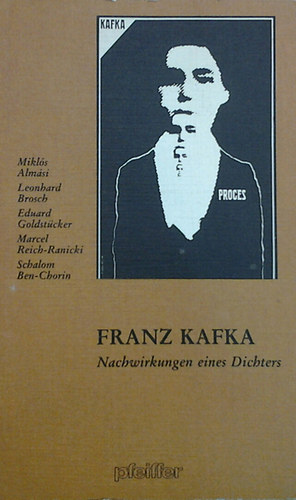 KAFKA
PROCES
Miklós
Almási
Leonhard
Brosch
Eduard
Goldstücker
Marcel
Reich-Ranicki
Schalom
Ben-Chorin
FRANZ KAFKA
Nachwirkungen eines Dichters
pfeiffer